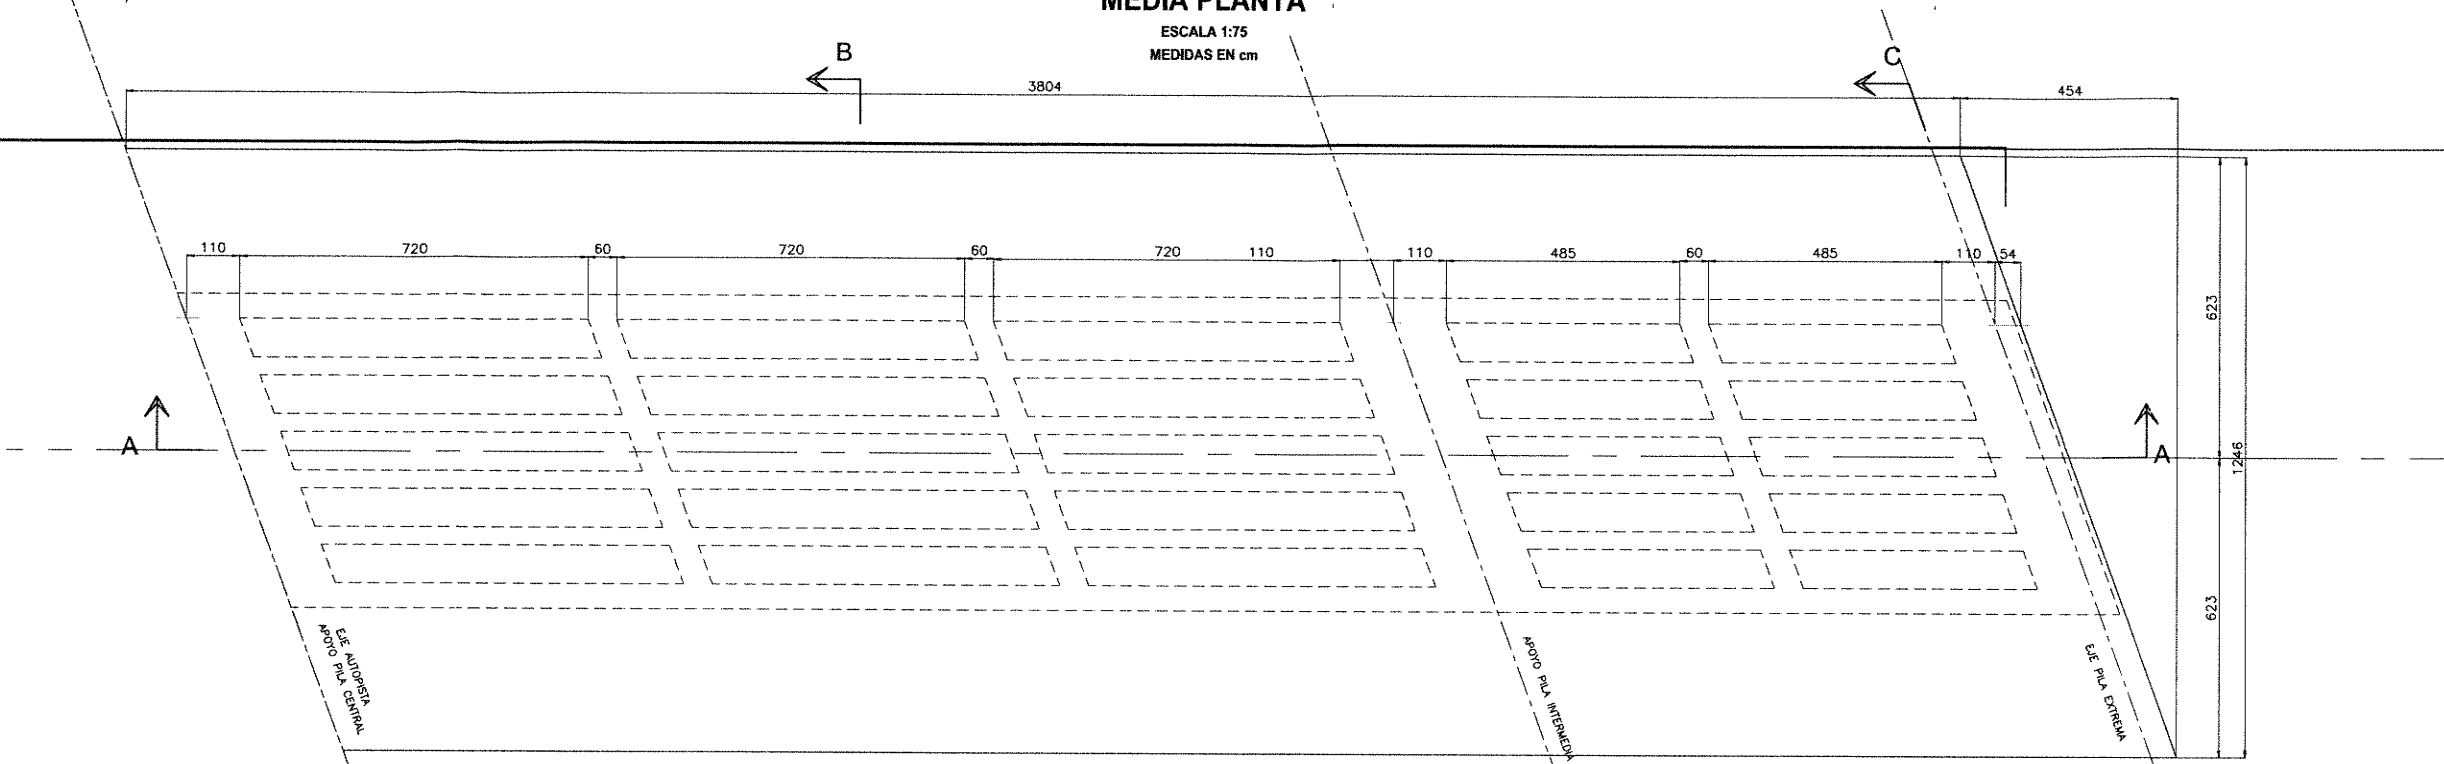 MEDIA PLANTA
ESCALA 1:75
MEDIDAS EN cm
B
C
3804
454
110
720
60
720
60
720
110
110
485
60
485
110
54
623
A
A
1246
623
EJE AUTOPISTA
APOYO PILA CENTRAL
APOYO PILA INTERMEDIA
EJE PILA EXTREMA